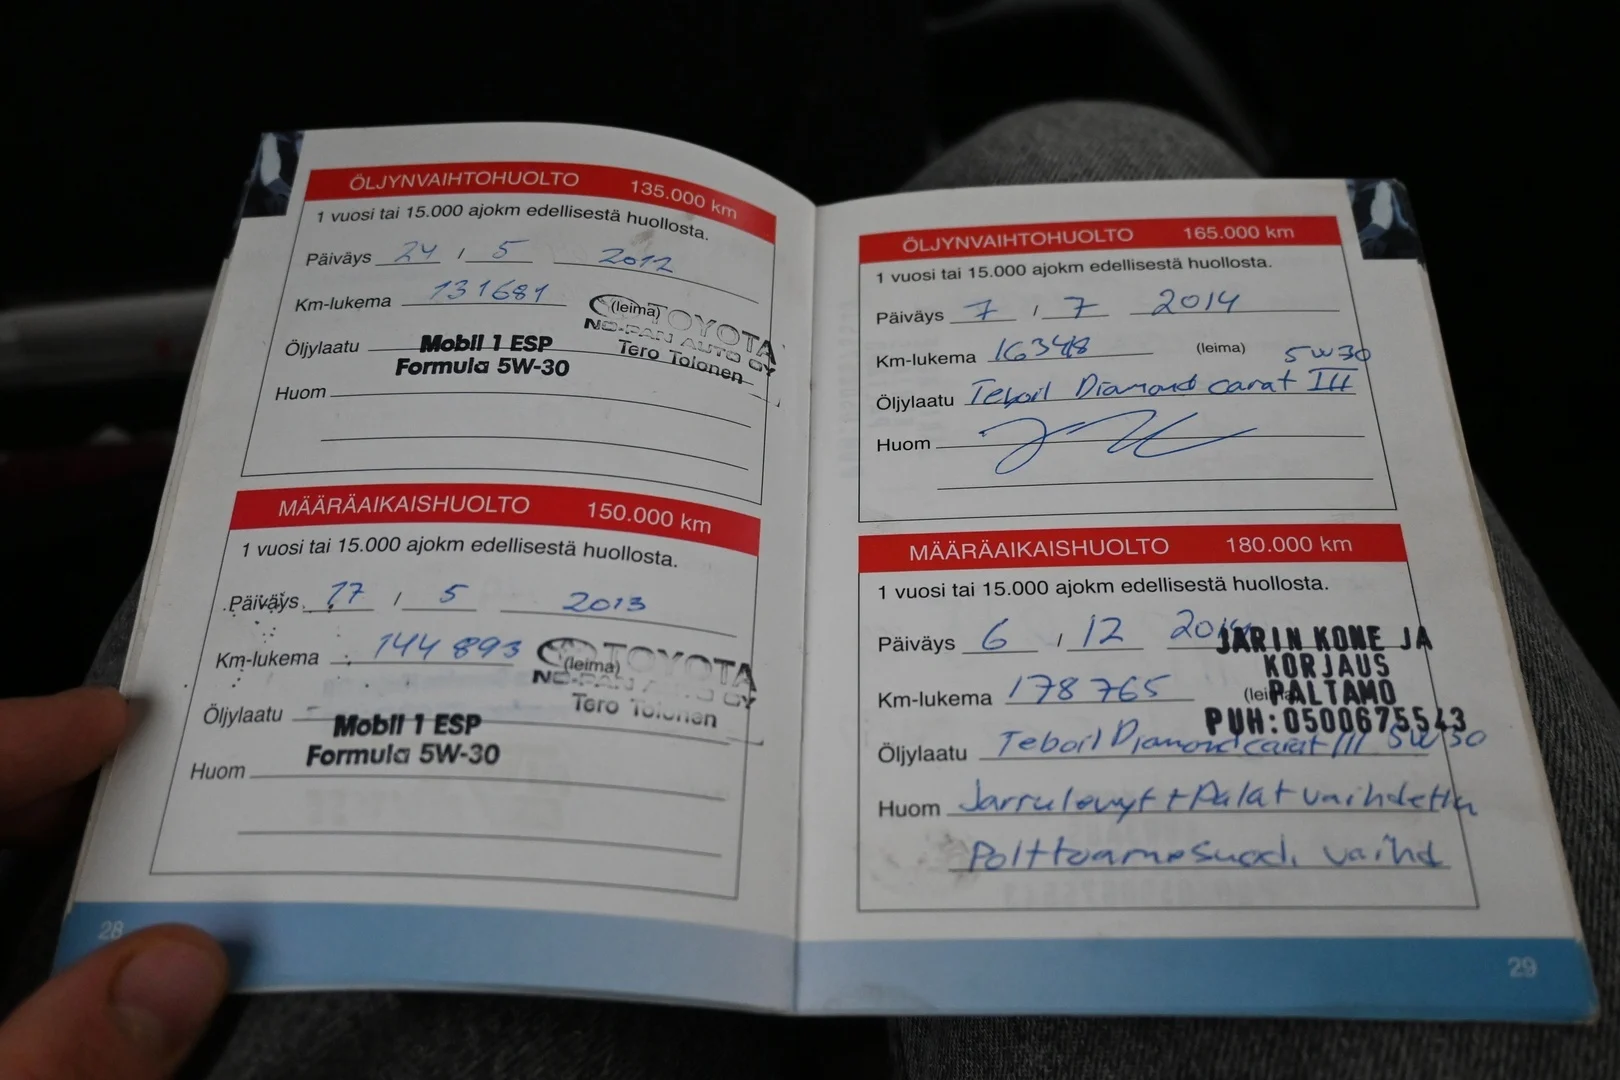 ÖLJYNVAIHTOHUOLTO 135.000 km
1 vuosi tai 15.000 ajokm edellisestä huollosta.
Päiväys 24 / 5 2012
Km-lukema 131681
(leima) TOYOTA
NO-PAN AUTO OY
Tero Tolonen
Öljylaatu Mobil 1 ESP
Formula 5W-30
Huom
MÄÄRÄAIKAISHUOLTO 150.000 km
1 vuosi tai 15.000 ajokm edellisestä huollosta.
Päiväys 17 / 5 2013
Km-lukema 144 893
(leima) TOYOTA
NO-PAN AUTO OY
Tero Tolonen
Öljylaatu Mobil 1 ESP
Formula 5W-30
Huom
28
ÖLJYNVAIHTOHUOLTO 165.000 km
1 vuosi tai 15.000 ajokm edellisestä huollosta.
Päiväys 7 / 7 2014
Km-lukema 16348 (leima) 5W30
Öljylaatu Teboil Diamond carat III
Huom
MÄÄRÄAIKAISHUOLTO 180.000 km
1 vuosi tai 15.000 ajokm edellisestä huollosta.
Päiväys 6 / 12 2014
JARIN KONE JA
KORJAUS
PALTAMO
PUH:0500675543
Km-lukema 178765 (leima)
Öljylaatu Teboil Diamond carat III 5W30
Huom Jarrulevyt + Palat vaihdettu
Polttoainesuod. vaihd
29